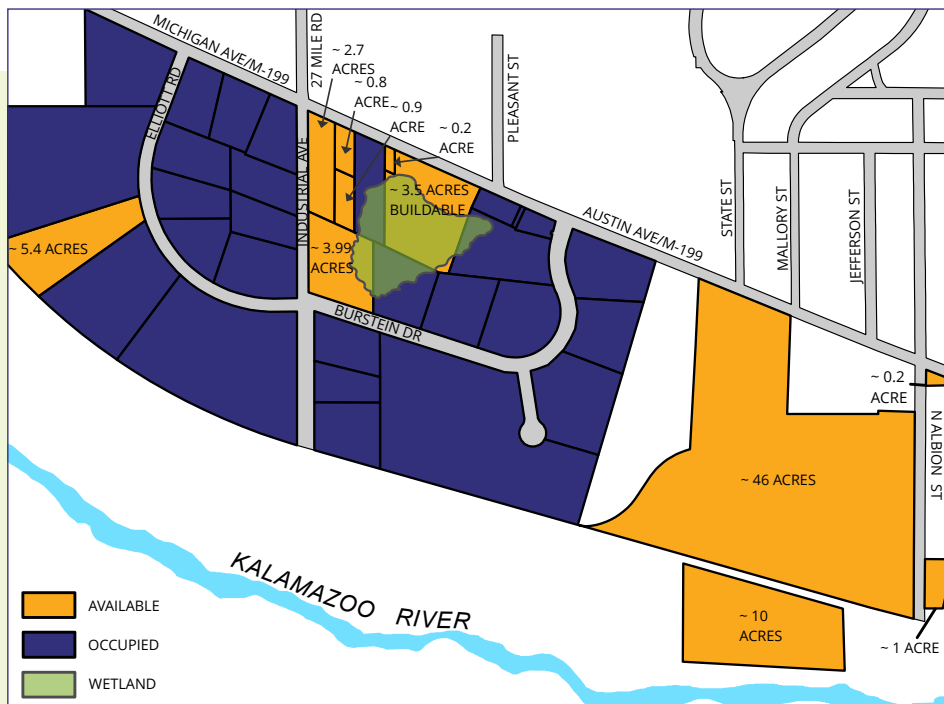 MICHIGAN AVE/M-199
27 MILE RD
~ 2.7
ACRES
~ 0.8
ACRE
~ 0.9
ACRE
~ 0.2
ACRE
PLEASANT ST
ELLIOTT RD
INDUSTRIAL AVE
~ 3.5 ACRES
BUILDABLE
AUSTIN AVE/M-199
STATE ST
MALLORY ST
JEFFERSON ST
~ 5.4 ACRES
~ 3.99
ACRES
BURSTEIN DR
~ 0.2
ACRE
N ALBION ST
~ 46 ACRES
KALAMAZOO RIVER
~ 10
ACRES
~ 1 ACRE
AVAILABLE
OCCUPIED
WETLAND